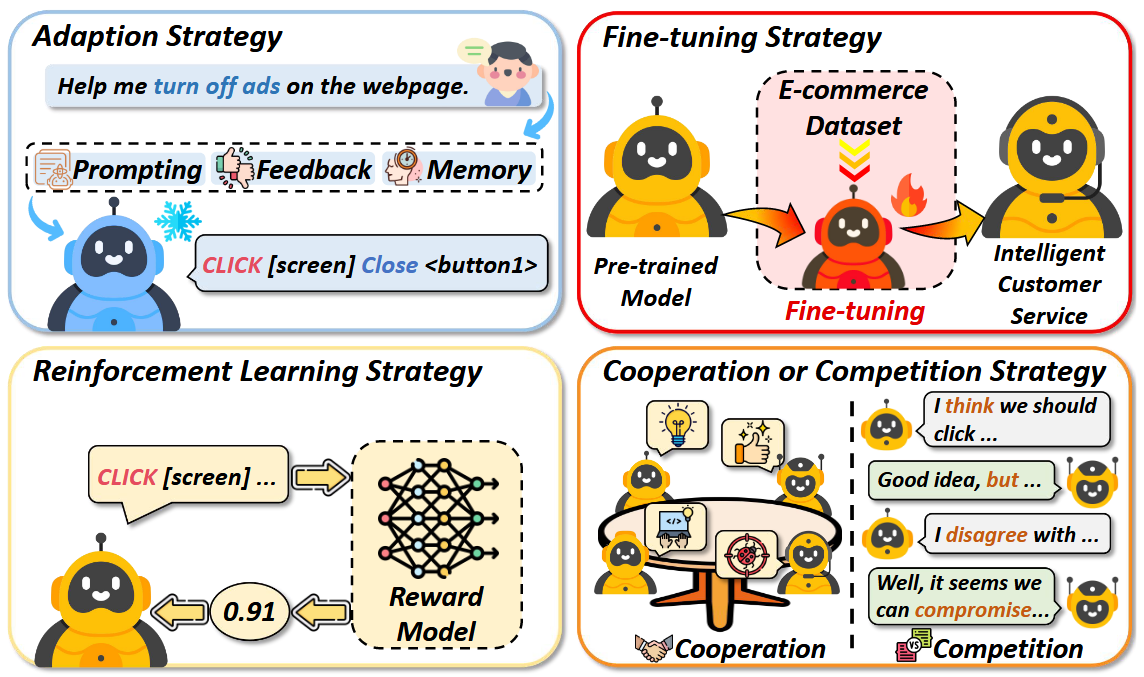 Adaption Strategy
Help me turn off ads on the webpage.
Prompting
Feedback
Memory
CLICK [screen] Close <button1>
Fine-tuning Strategy
E-commerce
Dataset
Pre-trained
Model
Fine-tuning
Intelligent
Customer
Service
Reinforcement Learning Strategy
CLICK [screen] ...
0.91
Reward
Model
Cooperation or Competition Strategy
</>
Cooperation
I think we should
click ...
Good idea, but ...
I disagree with ...
Well, it seems we
can compromise...
VS
Competition